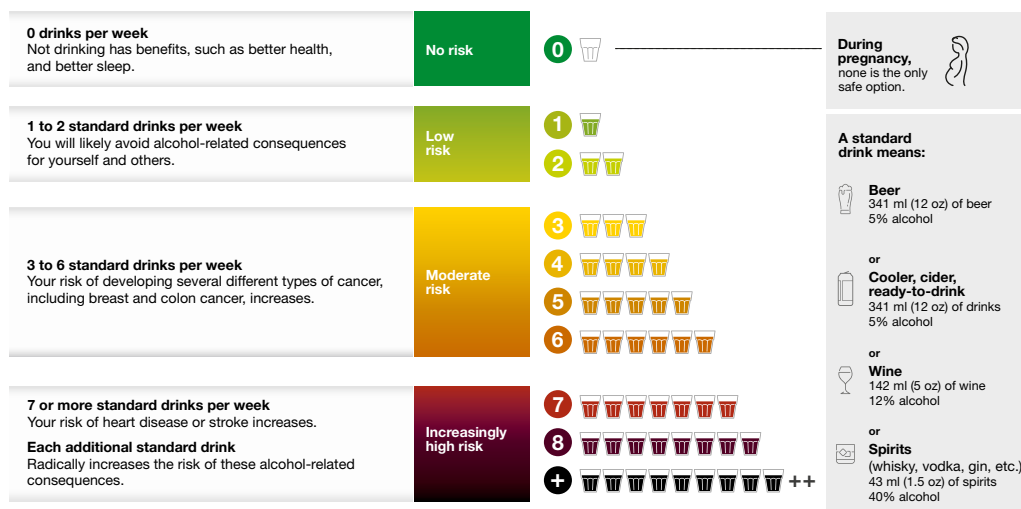 0 drinks per week
Not drinking has benefits, such as better health,
and better sleep.
No risk
0
During
pregnancy,
none is the only
safe option.
1 to 2 standard drinks per week
You will likely avoid alcohol-related consequences
for yourself and others.
Low
risk
1
2
3 to 6 standard drinks per week
Your risk of developing several different types of cancer,
including breast and colon cancer, increases.
Moderate
risk
3
4
5
6
7 or more standard drinks per week
Your risk of heart disease or stroke increases.
Each additional standard drink
Radically increases the risk of these alcohol-related
consequences.
Increasingly
high risk
7
8
+
++
A standard
drink means:
Beer
341 ml (12 oz) of beer
5% alcohol
or
Cooler, cider,
ready-to-drink
341 ml (12 oz) of drinks
5% alcohol
or
Wine
142 ml (5 oz) of wine
12% alcohol
or
Spirits
(whisky, vodka, gin, etc.)
43 ml (1.5 oz) of spirits
40% alcohol